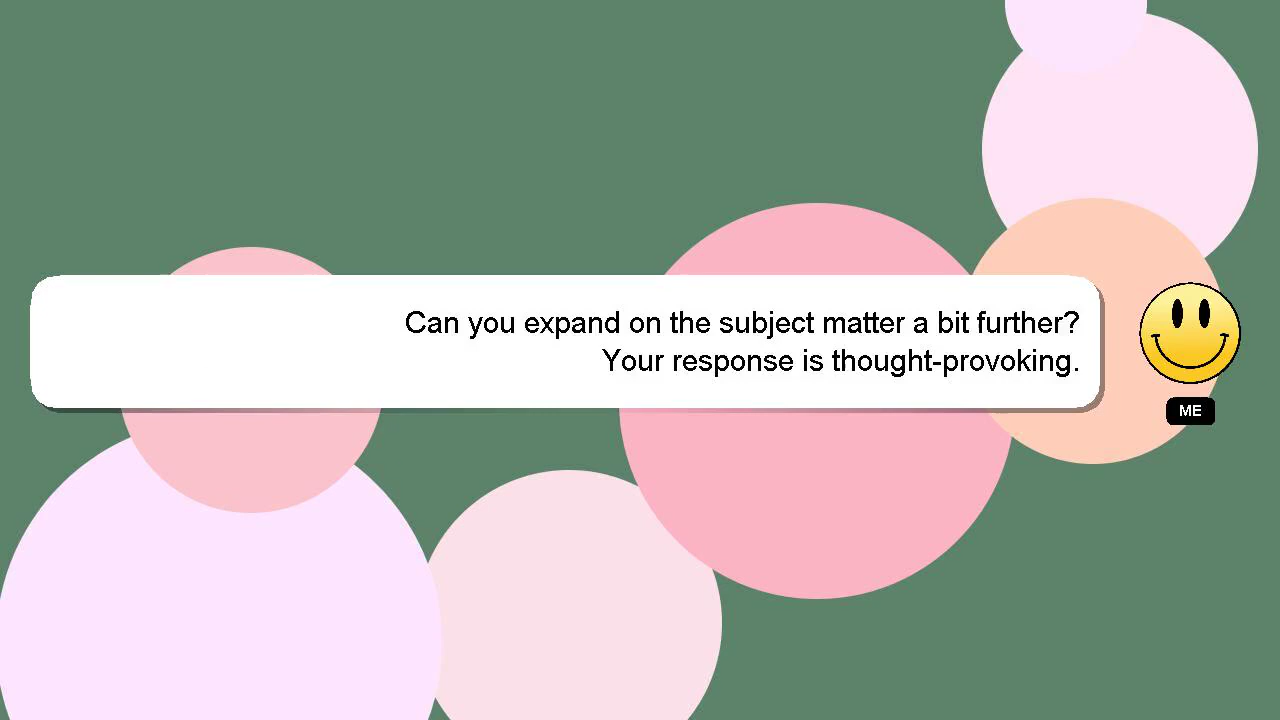 Can you expand on the subject matter a bit further?
Your response is thought-provoking.
ME